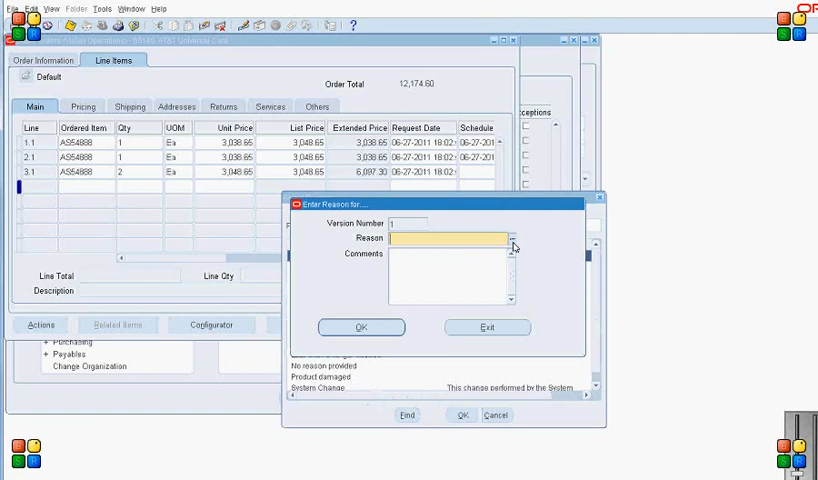 File Edit View Folder Tools Window Help
Order Information Line Items
Default
Order Total 12,174.60
Main Pricing Shipping Addresses Returns Services Others
Line Ordered Item Qty UOM Unit Price List Price Extended Price Request Date Schedule
1.1 AS54888 1 Ea 3,038.65 3,048.65 3,038.65 06-27-2011 18:02: 06-27-201
2.1 AS54888 1 Ea 3,038.65 3,048.65 3,038.65 06-27-2011 18:02: 06-27-201
3.1 AS54888 2 Ea 3,048.65 3,048.65 6,097.30 06-27-2011 18:02: 06-27-201
Line Total Line Qty
Description
Actions Related Items Configurator
Purchasing
+ Payables
Change Organization
Enter Reason for....
Version Number 1
Reason
Comments
OK Exit
No reason provided
Product damaged
System Change This change performed by the System
Find OK Cancel